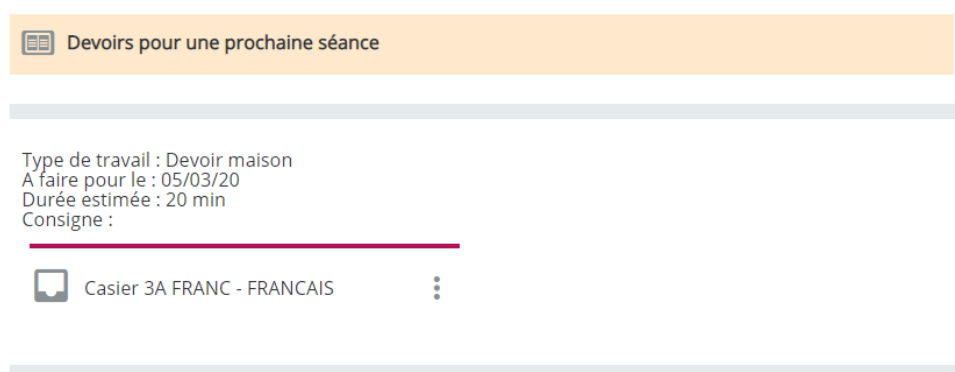 Devoirs pour une prochaine séance
Type de travail : Devoir maison
A faire pour le : 05/03/20
Durée estimée : 20 min
Consigne :
Casier 3A FRANC - FRANCAIS